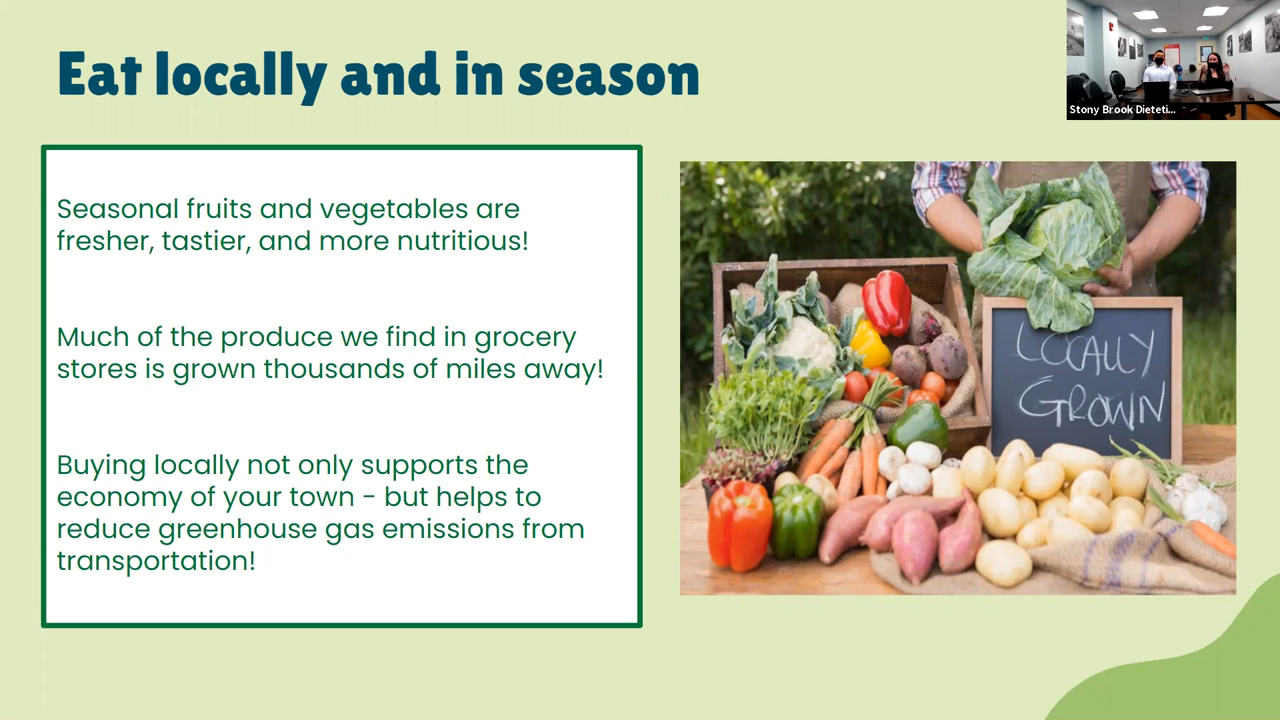 Eat locally and in season
Stony Brook Dieteti...
Seasonal fruits and vegetables are
fresher, tastier, and more nutritious!
Much of the produce we find in grocery
stores is grown thousands of miles away!
Buying locally not only supports the
economy of your town - but helps to
reduce greenhouse gas emissions from
transportation!
LOCALLY
GROWN